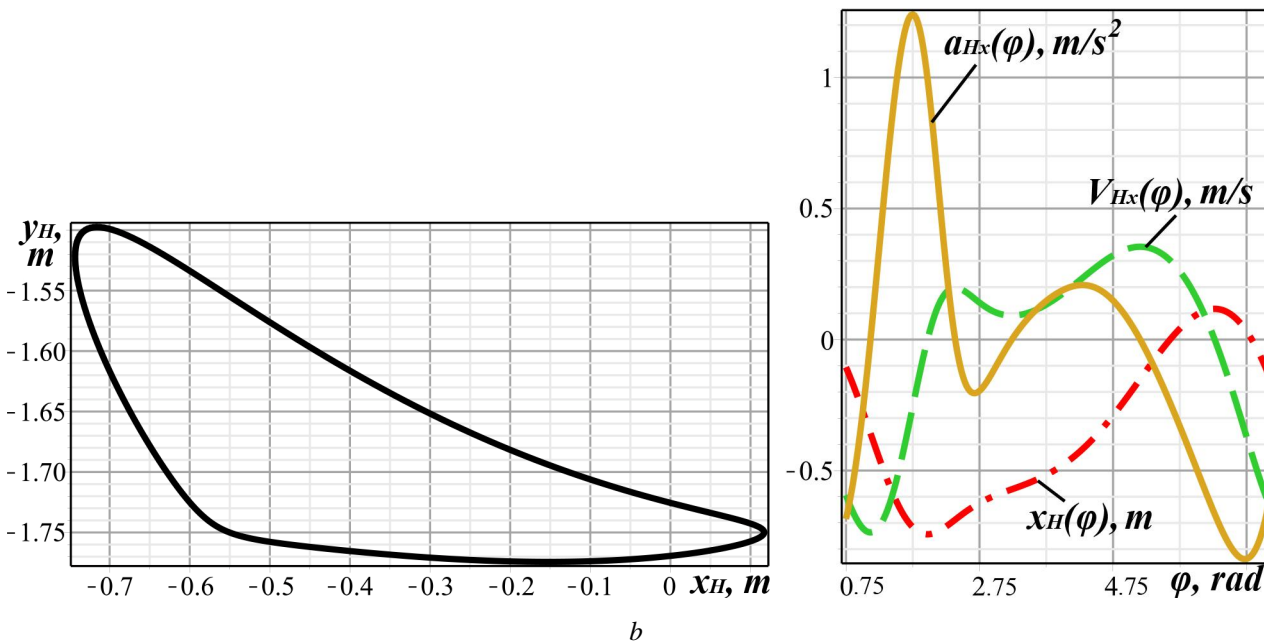 yH,
m
-1.55
-1.60
-1.65
-1.70
-1.75
-0.7 -0.6 -0.5 -0.4 -0.3 -0.2 -0.1 0 xH, m
aHx(φ), m/s²
1
0.5
VHx(φ), m/s
0
-0.5
xH(φ), m
0.75 2.75 4.75 φ, rad
b